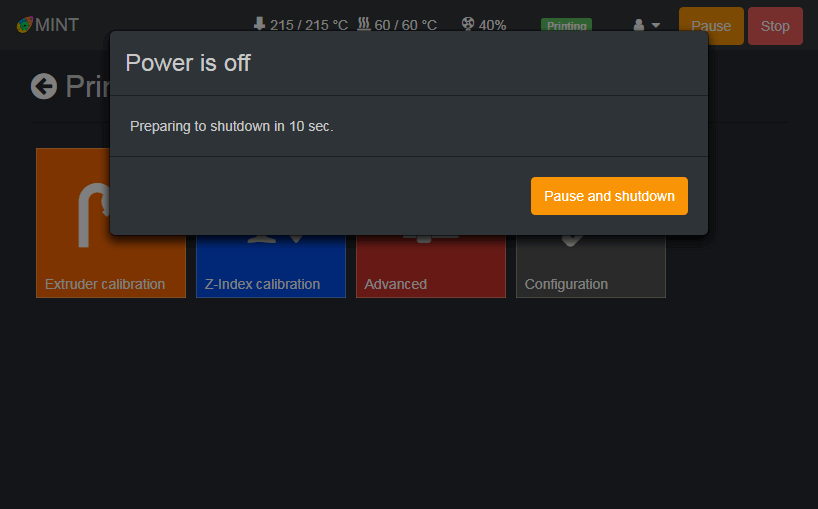 MINT 215 / 215 °C 60 / 60 °C 40% Printing Pause Stop
Power is off
Preparing to shutdown in 10 sec.
Pause and shutdown
Extruder calibration Z-Index calibration Advanced Configuration